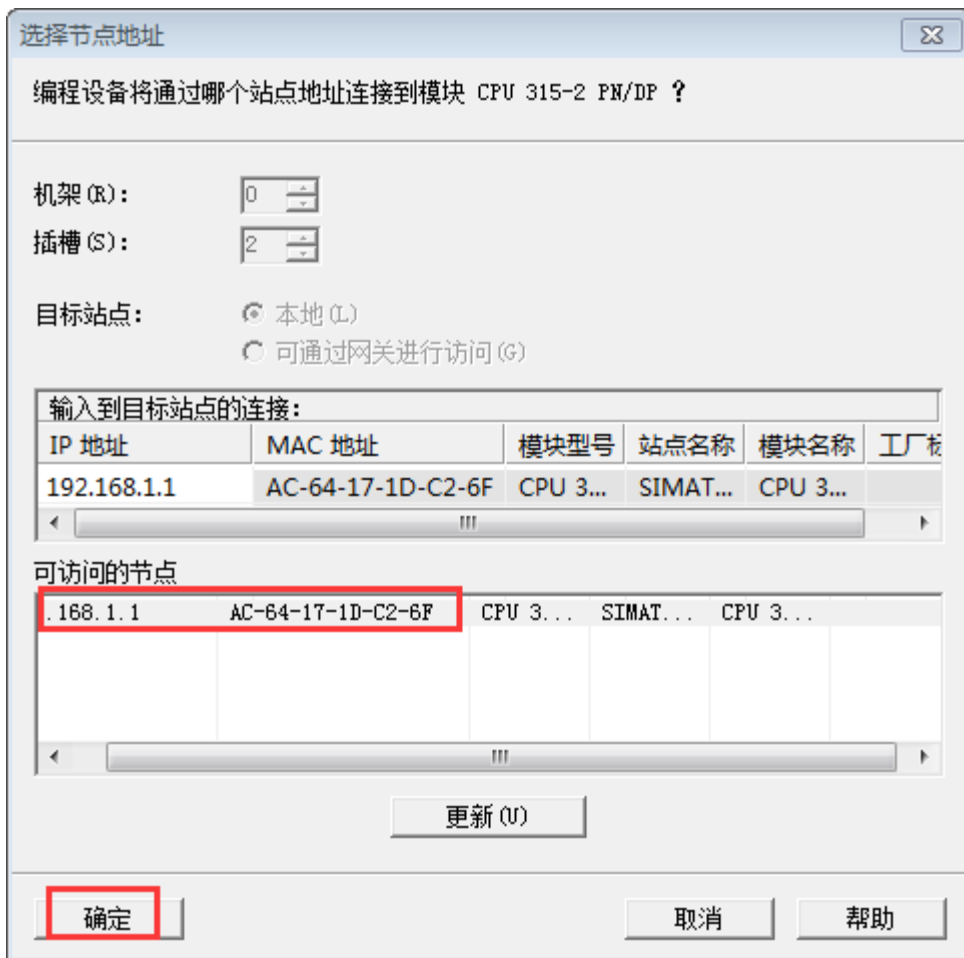 选择节点地址
编程设备将通过哪个站点地址连接到模块 CPU 315-2 PN/DP ?
机架(R): 0
插槽(S): 2
目标站点: 本地(L)
可通过网关进行访问(G)
输入到目标站点的连接:
IP 地址 MAC 地址 模块型号 站点名称 模块名称 工厂标
192.168.1.1 AC-64-17-1D-C2-6F CPU 3... SIMAT... CPU 3...
可访问的节点
.168.1.1 AC-64-17-1D-C2-6F CPU 3... SIMAT... CPU 3...
更新(U)
确定 取消 帮助